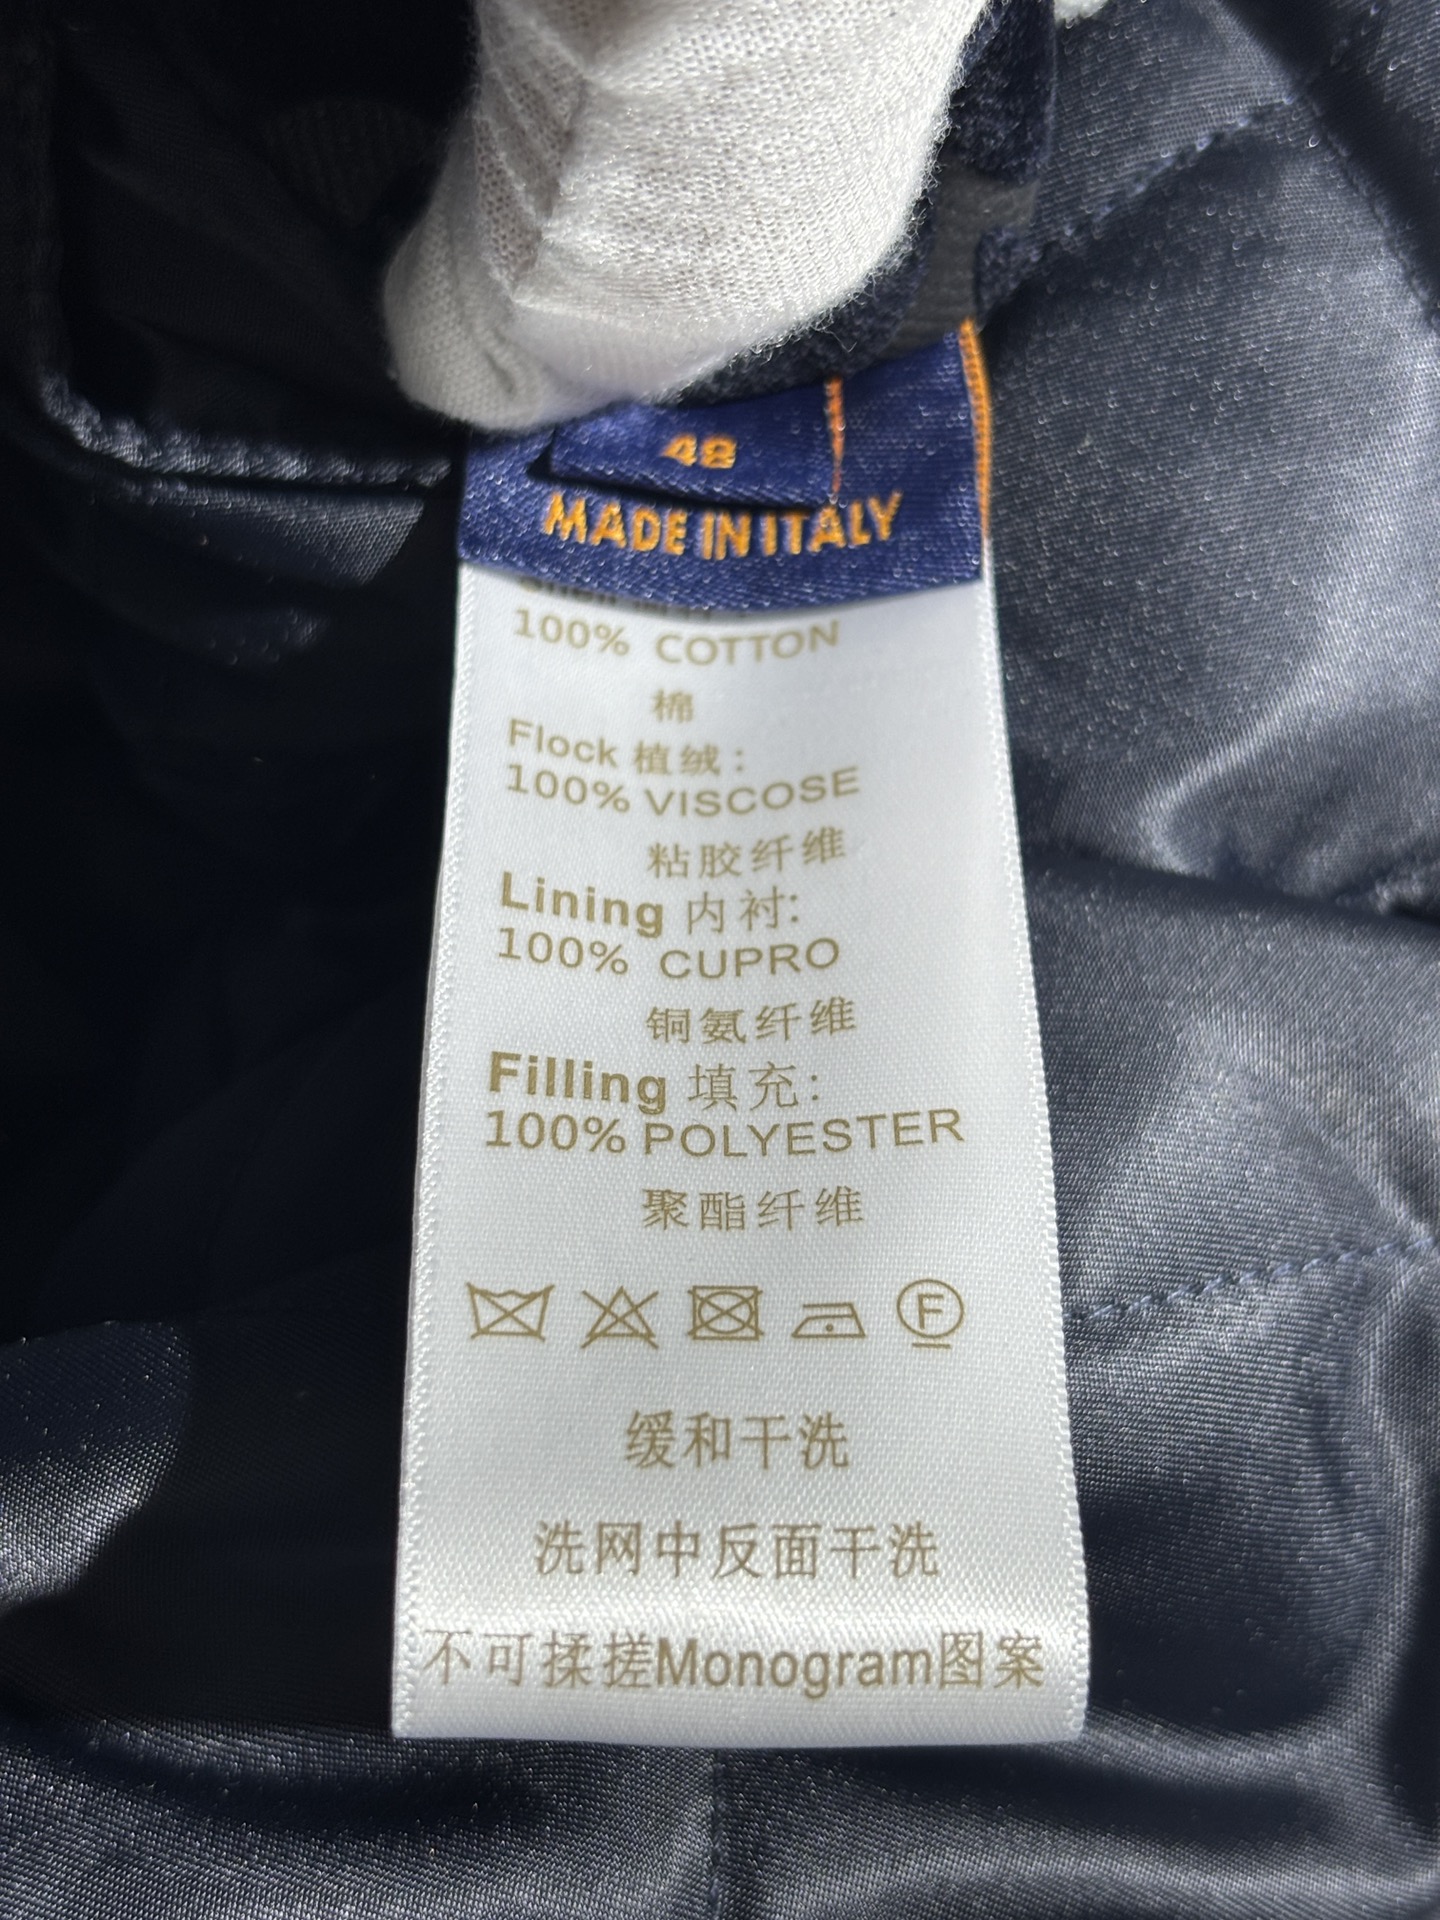 48
MADE IN ITALY
100% COTTON
棉
Flock 植绒:
100% VISCOSE
粘胶纤维
Lining 内衬:
100% CUPRO
铜氨纤维
Filling 填充:
100% POLYESTER
聚酯纤维
F
缓和干洗
洗网中反面干洗
不可揉搓Monogram图案